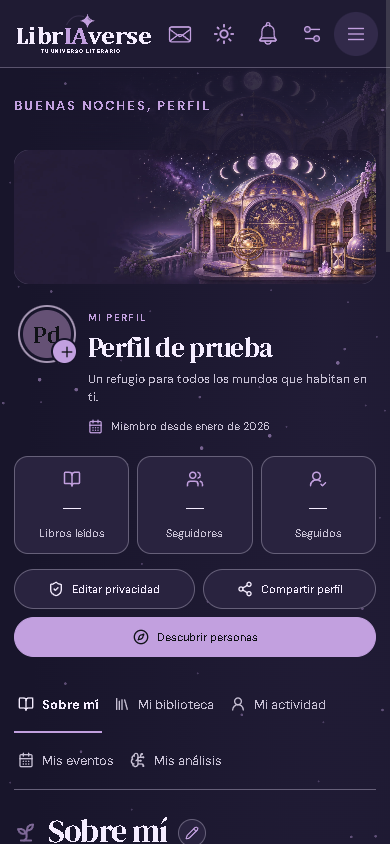 LibrIAverse
TU UNIVERSO LITERARIO
BUENAS NOCHES, PERFIL
Pd
MI PERFIL
Perfil de prueba
Un refugio para todos los mundos que habitan en
ti.
Miembro desde enero de 2026
— — —
Libros leídos Seguidores Seguidos
Editar privacidad Compartir perfil
Descubrir personas
Sobre mí Mi biblioteca Mi actividad
Mis eventos Mis análisis
Sobre mí